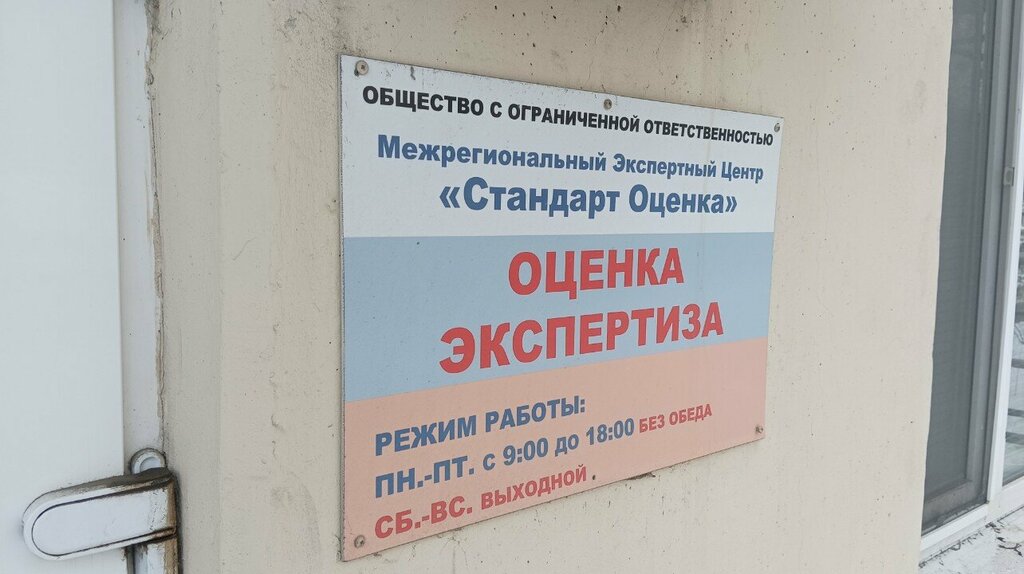 ОБЩЕСТВО С ОГРАНИЧЕННОЙ ОТВЕТСТВЕННОСТЬЮ
Межрегиональный Экспертный Центр
«Стандарт Оценка»
ОЦЕНКА
ЭКСПЕРТИЗА
РЕЖИМ РАБОТЫ:
ПН.-ПТ. с 9:00 до 18:00 БЕЗ ОБЕДА
СБ.-ВС. ВЫХОДНОЙ.